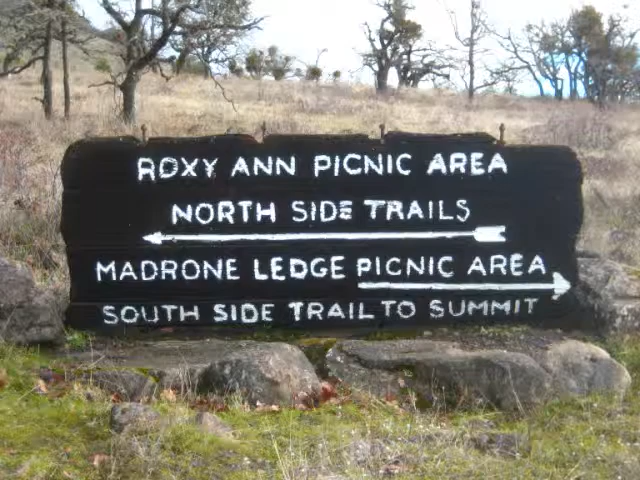 ROXY ANN PICNIC AREA
NORTH SIDE TRAILS
MADRONE LEDGE PICNIC AREA
SOUTH SIDE TRAIL TO SUMMIT